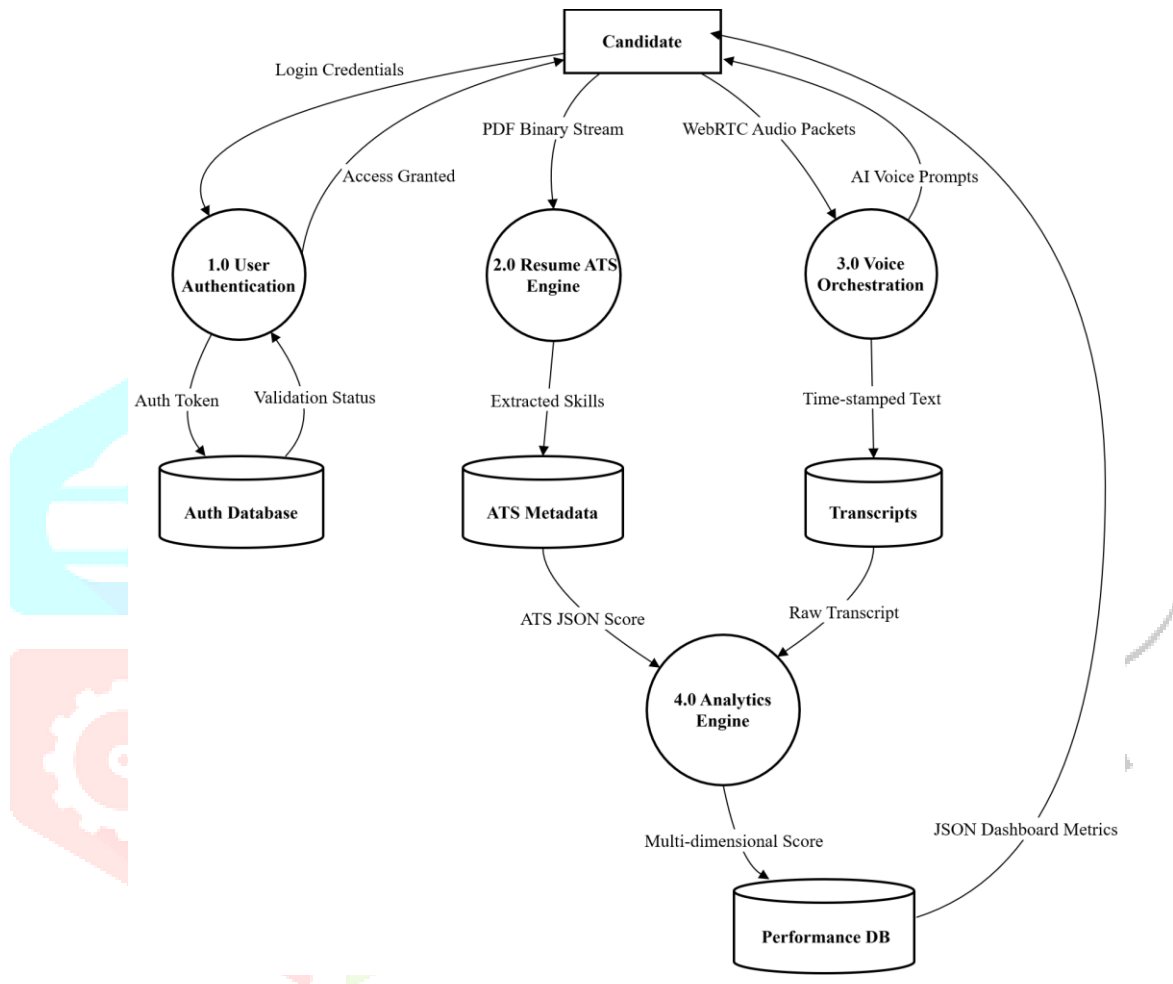 Candidate
Login Credentials
PDF Binary Stream
WebRTC Audio Packets
Access Granted
AI Voice Prompts
1.0 User
Authentication
2.0 Resume ATS
Engine
3.0 Voice
Orchestration
Auth Token
Validation Status
Extracted Skills
Time-stamped Text
Auth Database
ATS Metadata
Transcripts
ATS JSON Score
Raw Transcript
4.0 Analytics
Engine
Multi-dimensional Score
JSON Dashboard Metrics
Performance DB